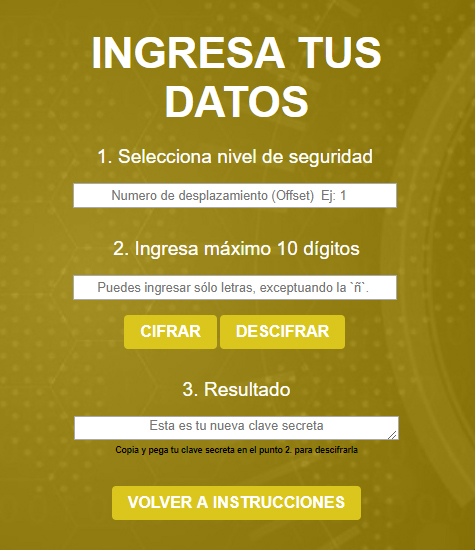 INGRESA TUS
DATOS
1. Selecciona nivel de seguridad
Numero de desplazamiento (Offset) Ej: 1
2. Ingresa máximo 10 dígitos
Puedes ingresar sólo letras, exceptuando la `ñ`.
CIFRAR DESCIFRAR
3. Resultado
Esta es tu nueva clave secreta
Copia y pega tu clave secreta en el punto 2. para descifrarla
VOLVER A INSTRUCCIONES